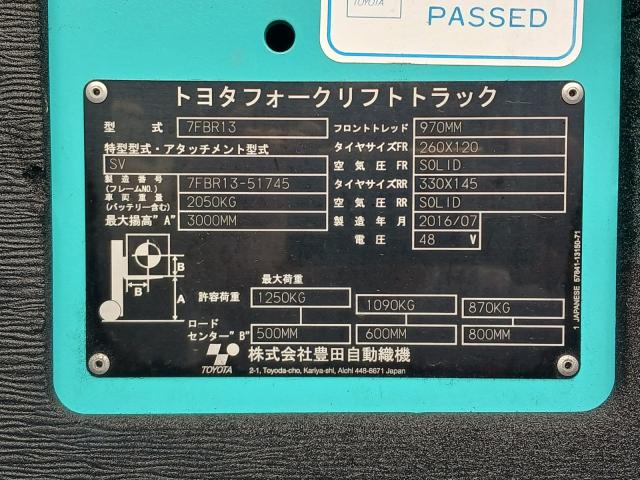 TOYOTA
PASSED
トヨタフォークリフトトラック
型 式 7FBR13 フロントトレッド 970MM
特型型式・アタッチメント型式 タイヤサイズFR 260X120
SV 空気圧FR SOLID
製造番号 (フレームNO.) 7FBR13-51745 タイヤサイズRR 330X145
車両重量 (バッテリー含む) 2050KG 空気圧RR SOLID
最大揚高"A" 3000MM 製造年月 2016/07
電圧 48 V
B
B
A
最大荷重
許容荷重 1250KG 1090KG 870KG
ロード
センター"B" 500MM 600MM 800MM
TOYOTA 株式会社豊田自動織機
2-1, Toyoda-cho, Kariya-shi, Aichi 448-8671 Japan
1 JAPANESE 57641-13150-71